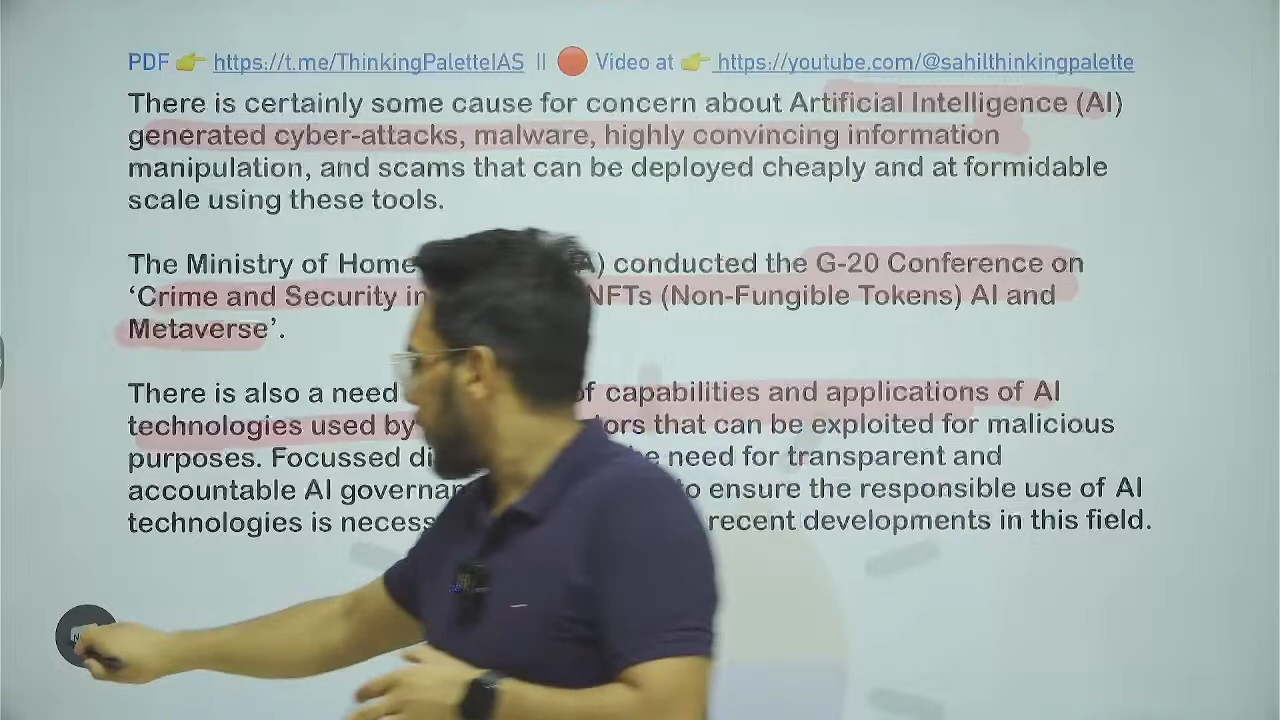 PDF 👉 https://t.me/ThinkingPaletteIAS || 🔴 Video at 👉 https://youtube.com/@sahilthinkingpalette
There is certainly some cause for concern about Artificial Intelligence (AI)
generated cyber-attacks, malware, highly convincing information
manipulation, and scams that can be deployed cheaply and at formidable
scale using these tools.
The Ministry of Home A) conducted the G-20 Conference on
‘Crime and Security in NFTs (Non-Fungible Tokens) AI and
Metaverse’.
There is also a need of capabilities and applications of AI
technologies used by ors that can be exploited for malicious
purposes. Focussed di e need for transparent and
accountable AI governan o ensure the responsible use of AI
technologies is necess recent developments in this field.